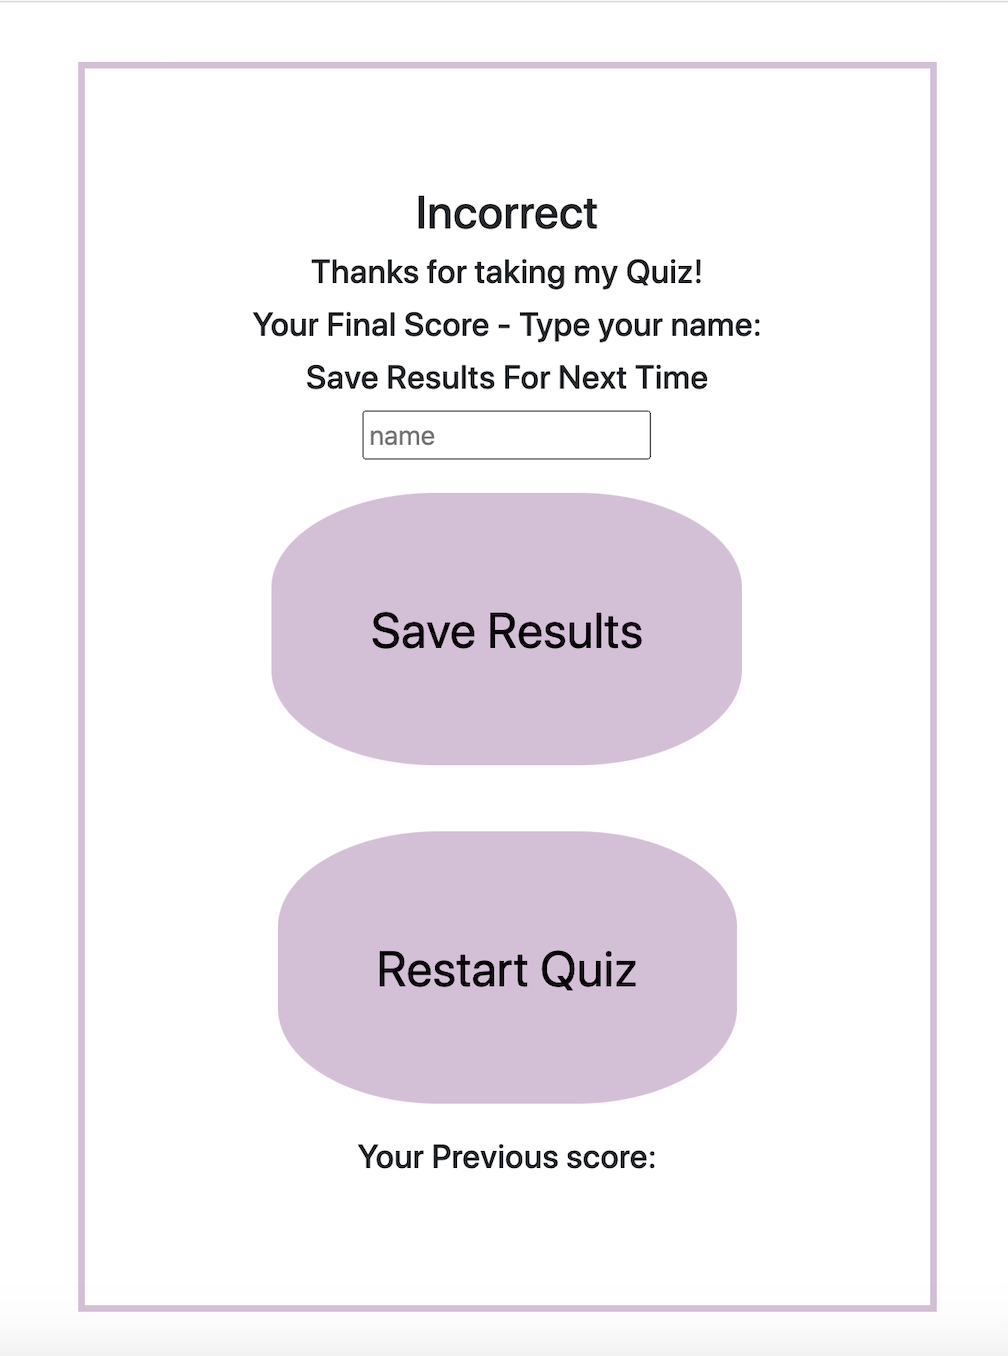 Incorrect
Thanks for taking my Quiz!
Your Final Score - Type your name:
Save Results For Next Time
name
Save Results
Restart Quiz
Your Previous score: